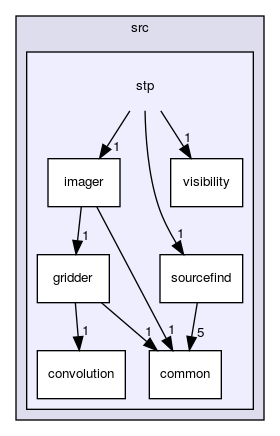 src
stp
1
1
imager
visibility
1
1
gridder
sourcefind
1
1
1
5
convolution
common